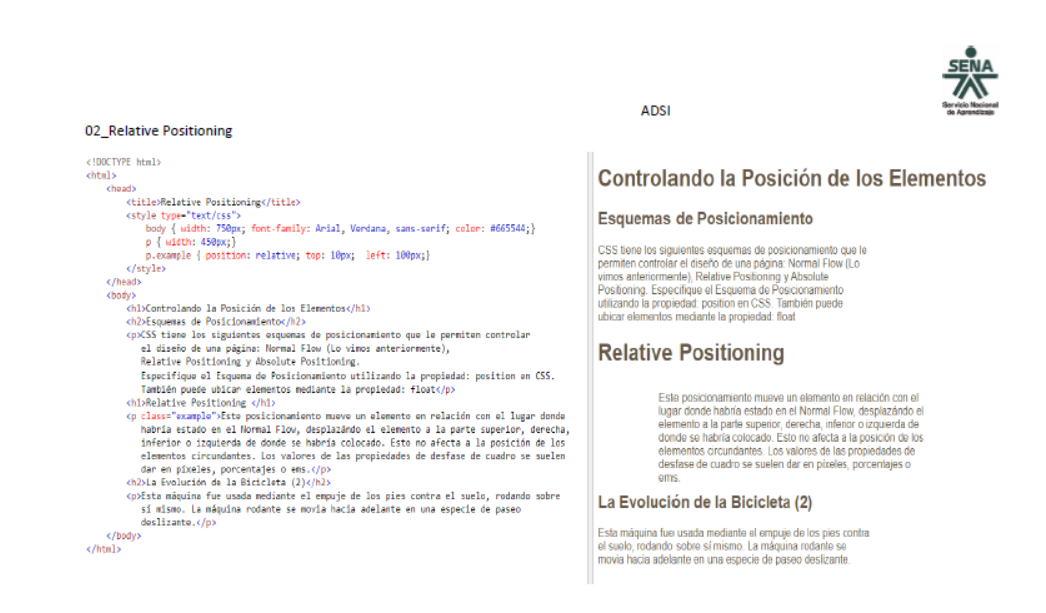 SENA
Servicio Nacional
de Aprendizaje
ADSI
02_Relative Positioning
<!DOCTYPE html>
<html>
<head>
<title>Relative Positioning</title>
<style type="text/css">
body { width: 750px; font-family: Arial, Verdana, sans-serif; color: #665544;}
p { width: 450px;}
p.example { position: relative; top: 10px; left: 100px;}
</style>
</head>
<body>
<h1>Controlando la Posición de los Elementos</h1>
<h2>Esquemas de Posicionamiento</h2>
<p>CSS tiene los siguientes esquemas de posicionamiento que le permiten controlar
el diseño de una página: Normal Flow (Lo vimos anteriormente),
Relative Positioning y Absolute Positioning.
Especifique el Esquema de Posicionamiento utilizando la propiedad: position en CSS.
También puede ubicar elementos mediante la propiedad: float</p>
<h1>Relative Positioning </h1>
<p class="example">Este posicionamiento mueve un elemento en relación con el lugar donde
habría estado en el Normal Flow, desplazándo el elemento a la parte superior, derecha,
inferior o izquierda de donde se habría colocado. Esto no afecta a la posición de los
elementos circundantes. Los valores de las propiedades de desfase de cuadro se suelen
dar en píxeles, porcentajes o ems.</p>
<h2>La Evolución de la Bicicleta (2)</h2>
<p>Esta máquina fue usada mediante el empuje de los pies contra el suelo, rodando sobre
sí mismo. La máquina rodante se movia hacia adelante en una especie de paseo
deslizante.</p>
</body>
</html>
Controlando la Posición de los Elementos
Esquemas de Posicionamiento
CSS tiene los siguientes esquemas de posicionamiento que le
permiten controlar el diseño de una página: Normal Flow (Lo
vimos anteriormente), Relative Positioning y Absolute
Positioning. Especifique el Esquema de Posicionamiento
utilizando la propiedad: position en CSS. También puede
ubicar elementos mediante la propiedad: float
Relative Positioning
Este posicionamiento mueve un elemento en relación con el
lugar donde habría estado en el Normal Flow, desplazándo el
elemento a la parte superior, derecha, inferior o izquierda de
donde se habría colocado. Esto no afecta a la posición de los
elementos circundantes. Los valores de las propiedades de
desfase de cuadro se suelen dar en píxeles, porcentajes o
ems.
La Evolución de la Bicicleta (2)
Esta máquina fue usada mediante el empuje de los pies contra
el suelo, rodando sobre sí mismo. La máquina rodante se
movia hacia adelante en una especie de paseo deslizante.